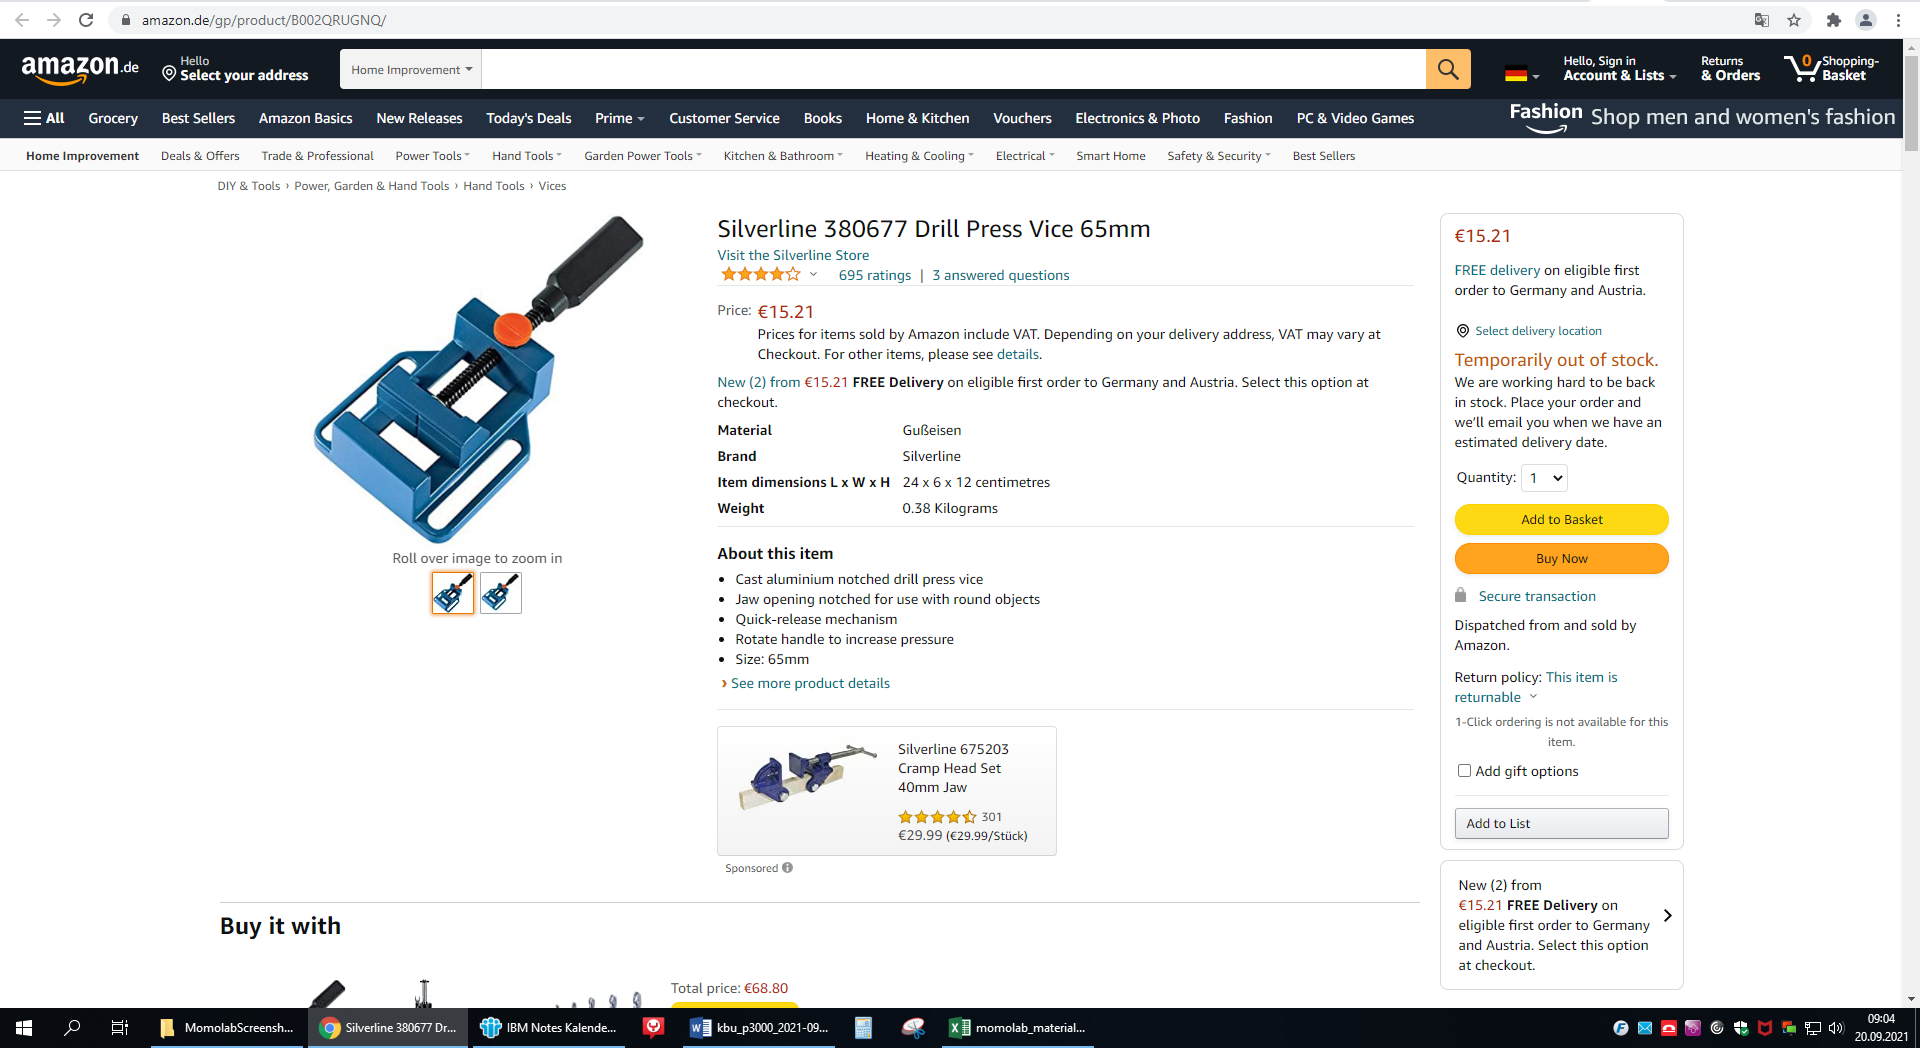 amazon.de/gp/product/B002QRUGNQ/
amazon.de
Hello
Select your address
Home Improvement
Hello, Sign in
Account & Lists
Returns
& Orders
0
Shopping-
Basket
All
Grocery
Best Sellers
Amazon Basics
New Releases
Today's Deals
Prime
Customer Service
Books
Home & Kitchen
Vouchers
Electronics & Photo
Fashion
PC & Video Games
Fashion Shop men and women's fashion
Home Improvement
Deals & Offers
Trade & Professional
Power Tools
Hand Tools
Garden Power Tools
Kitchen & Bathroom
Heating & Cooling
Electrical
Smart Home
Safety & Security
Best Sellers
DIY & Tools › Power, Garden & Hand Tools › Hand Tools › Vices
Roll over image to zoom in
Silverline 380677 Drill Press Vice 65mm
Visit the Silverline Store
695 ratings | 3 answered questions
Price: €15.21
Prices for items sold by Amazon include VAT. Depending on your delivery address, VAT may vary at
Checkout. For other items, please see details.
New (2) from €15.21 FREE Delivery on eligible first order to Germany and Austria. Select this option at
checkout.
Material Gußeisen
Brand Silverline
Item dimensions L x W x H 24 x 6 x 12 centimetres
Weight 0.38 Kilograms
About this item
• Cast aluminium notched drill press vice
• Jaw opening notched for use with round objects
• Quick-release mechanism
• Rotate handle to increase pressure
• Size: 65mm
› See more product details
Silverline 675203
Cramp Head Set
40mm Jaw
301
€29.99 (€29.99/Stück)
Sponsored
€15.21
FREE delivery on eligible first
order to Germany and Austria.
Select delivery location
Temporarily out of stock.
We are working hard to be back
in stock. Place your order and
we'll email you when we have an
estimated delivery date.
Quantity: 1
Add to Basket
Buy Now
Secure transaction
Dispatched from and sold by
Amazon.
Return policy: This item is
returnable
1-Click ordering is not available for this
item.
Add gift options
Add to List
New (2) from
€15.21 FREE Delivery on
eligible first order to Germany
and Austria. Select this option
at checkout.
Buy it with
Total price: €68.80
MomolabScreensh...
Silverline 380677 Dr...
IBM Notes Kalende...
kbu_p3000_2021-09...
momolab_material...
09:04
20.09.2021